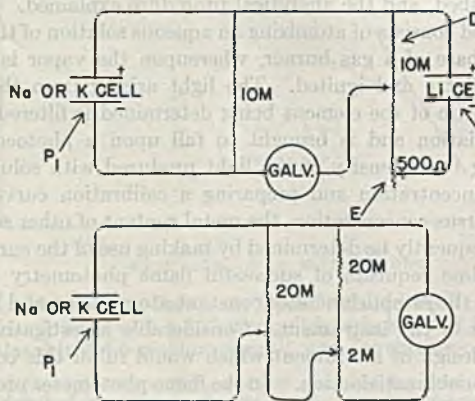 D
10M
10M
Na OR K CELL
LI CE
P1
GALV.
500Ω
E
20M
20M
Na OR K CELL
GALV.
P1
2M